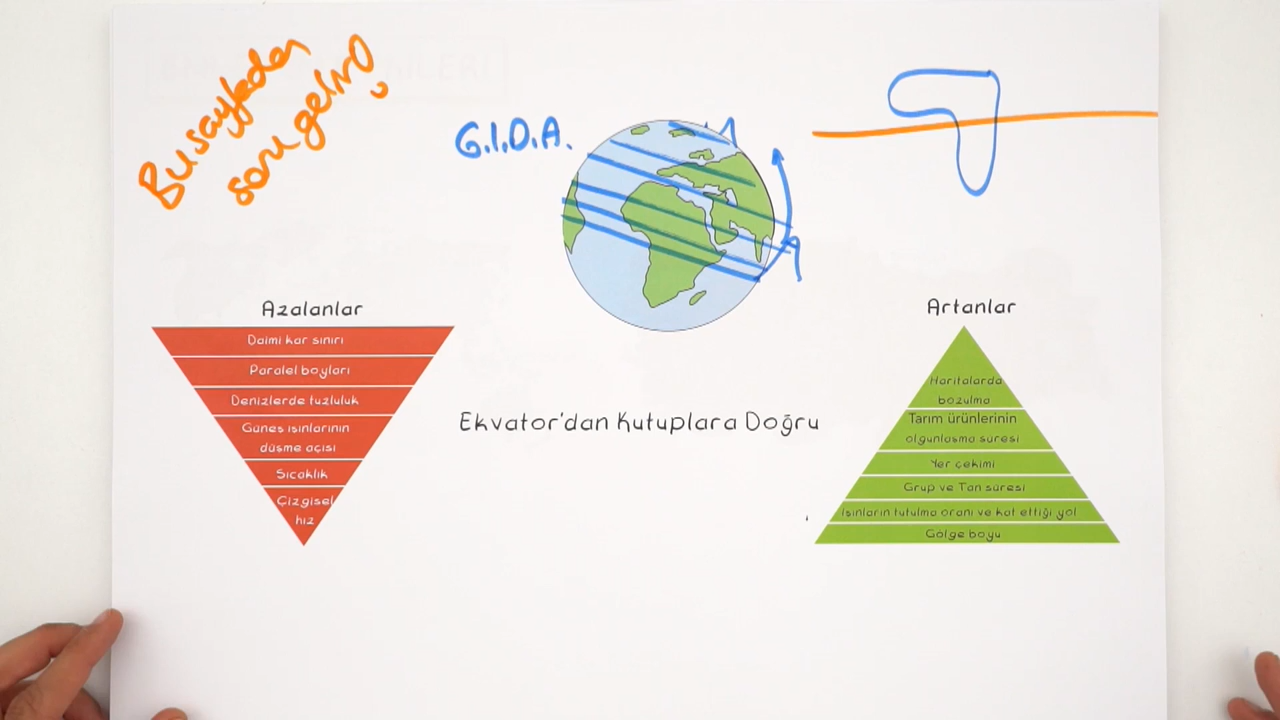 Bu sayfadan
soru geliyo
G.I.D.A.
Azalanlar
Daimi kar sınırı
Paralel boyları
Denizlerde tuzluluk
Güneş ışınlarının
düşme açısı
Sıcaklık
Çizgisel
hız
Ekvator'dan Kutuplara Doğru
Artanlar
Haritalarda
bozulma
Tarım ürünlerinin
olgunlaşma süresi
Yer çekimi
Grup ve Tan süresi
Işınların tutulma oranı ve kat ettiği yol
Gölge boyu